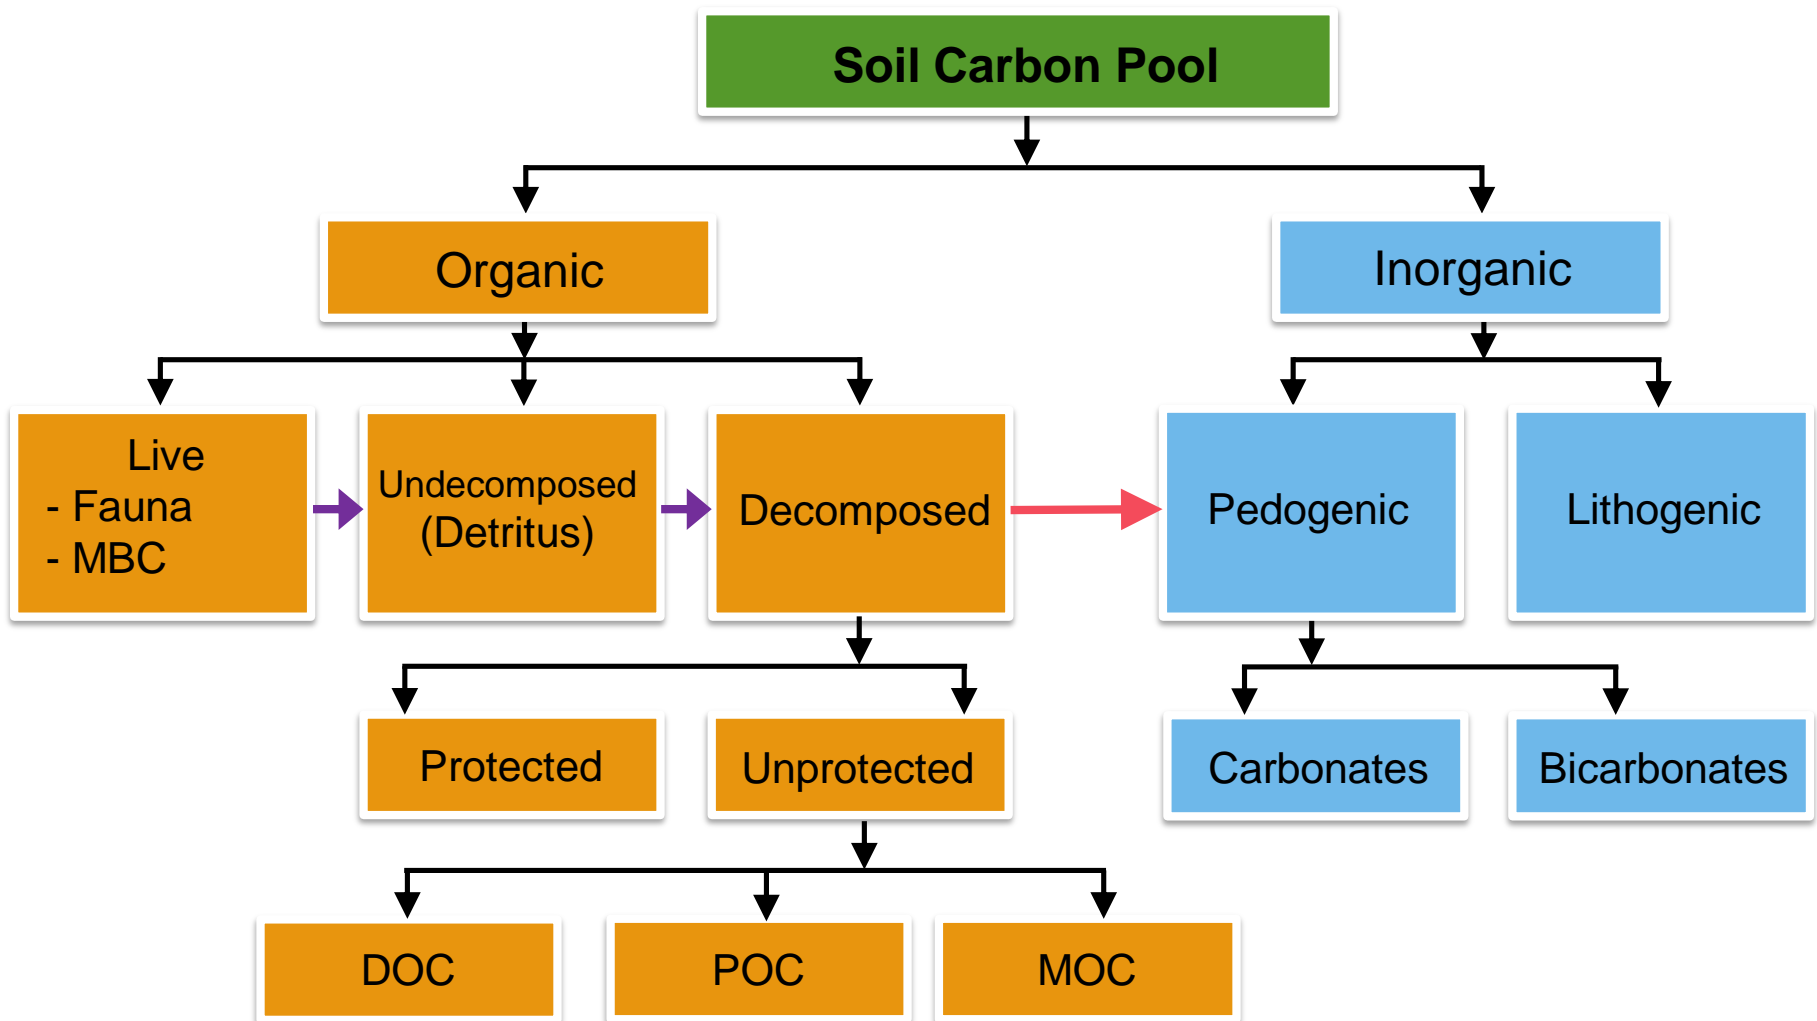 Soil Carbon Pool
Organic
Inorganic
Live
- Fauna
- MBC
Undecomposed
(Detritus)
Decomposed
Pedogenic
Lithogenic
Protected
Unprotected
Carbonates
Bicarbonates
DOC
POC
MOC